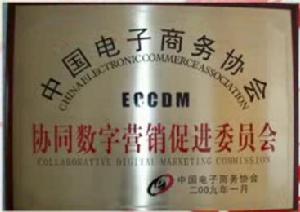 中国电子商务协会
CHINA ELECTRONIC COMMERCE ASSOCIATION
ECCDM
协同数字营销促进委员会
COLLABORATIVE DIGITAL MARKETING COMMISSION
中国电子商务协会
二00九年一月